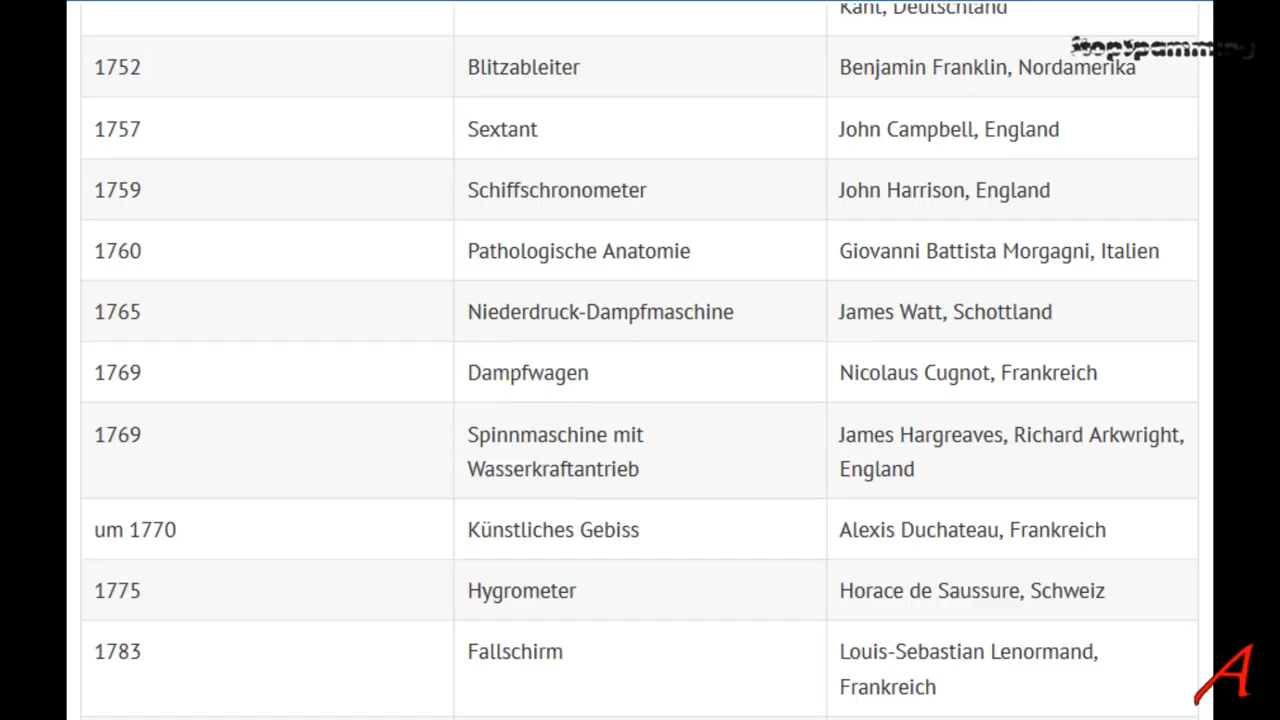 Kant, Deutschland
StopSpamming
1752 Blitzableiter Benjamin Franklin, Nordamerika
1757 Sextant John Campbell, England
1759 Schiffschronometer John Harrison, England
1760 Pathologische Anatomie Giovanni Battista Morgagni, Italien
1765 Niederdruck-Dampfmaschine James Watt, Schottland
1769 Dampfwagen Nicolaus Cugnot, Frankreich
1769 Spinnmaschine mit James Hargreaves, Richard Arkwright,
Wasserkraftantrieb England
um 1770 Künstliches Gebiss Alexis Duchateau, Frankreich
1775 Hygrometer Horace de Saussure, Schweiz
1783 Fallschirm Louis-Sebastian Lenormand,
Frankreich
A